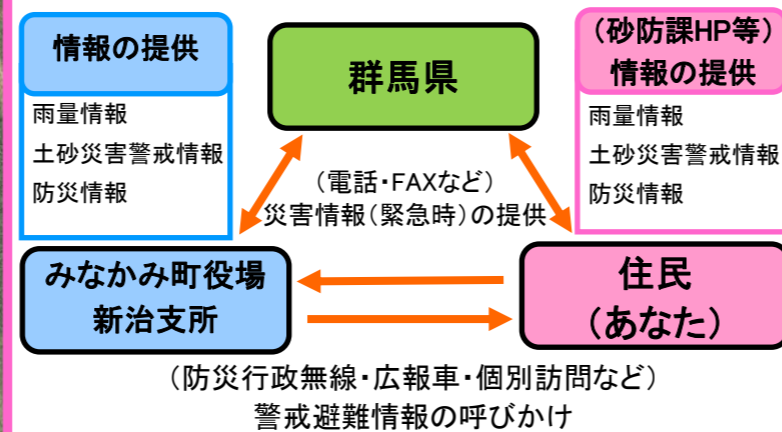 情報の提供
雨量情報
土砂災害警戒情報
防災情報
群馬県
(砂防課HP等)
情報の提供
雨量情報
土砂災害警戒情報
防災情報
(電話・FAXなど)
災害情報(緊急時)の提供
みなかみ町役場
新治支所
住民
(あなた)
(防災行政無線・広報車・個別訪問など)
警戒避難情報の呼びかけ